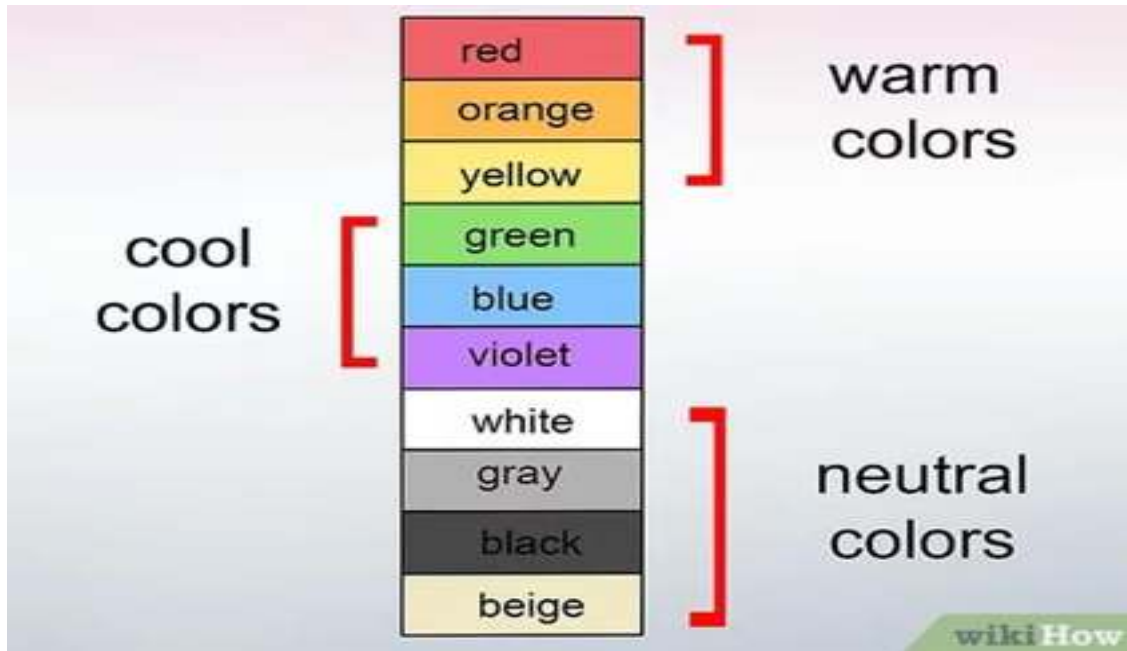 red
orange
yellow
green
blue
violet
white
gray
black
beige
warm
colors
cool
colors
neutral
colors
wikiHow